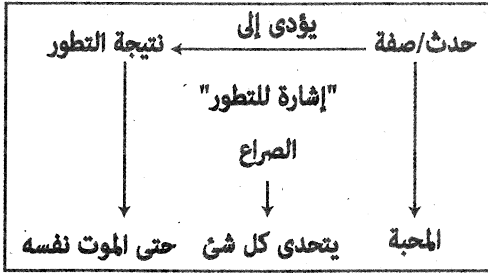 يؤدى إلى
حدث/صفة نتيجة التطور
"إشارة للتطور"
الصراع
المحبة يتحدى كل شئ حتى الموت نفسه